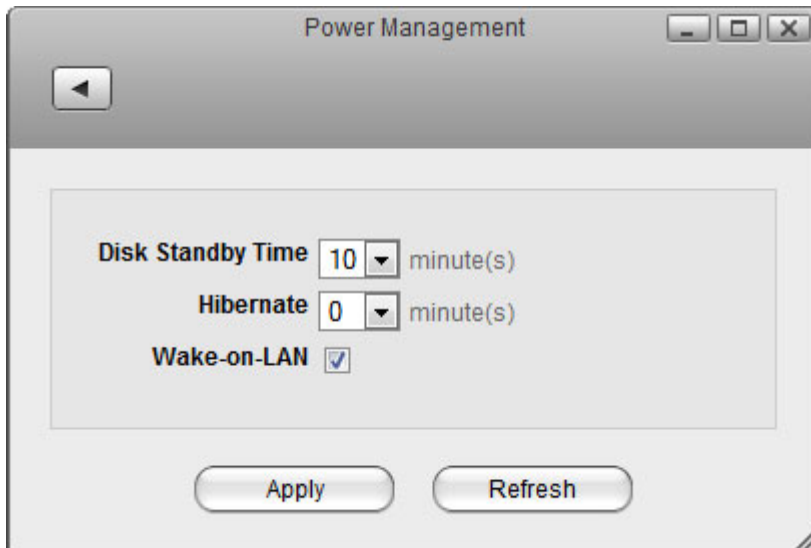 Power Management
Disk Standby Time 10 minute(s)
Hibernate 0 minute(s)
Wake-on-LAN
Apply Refresh